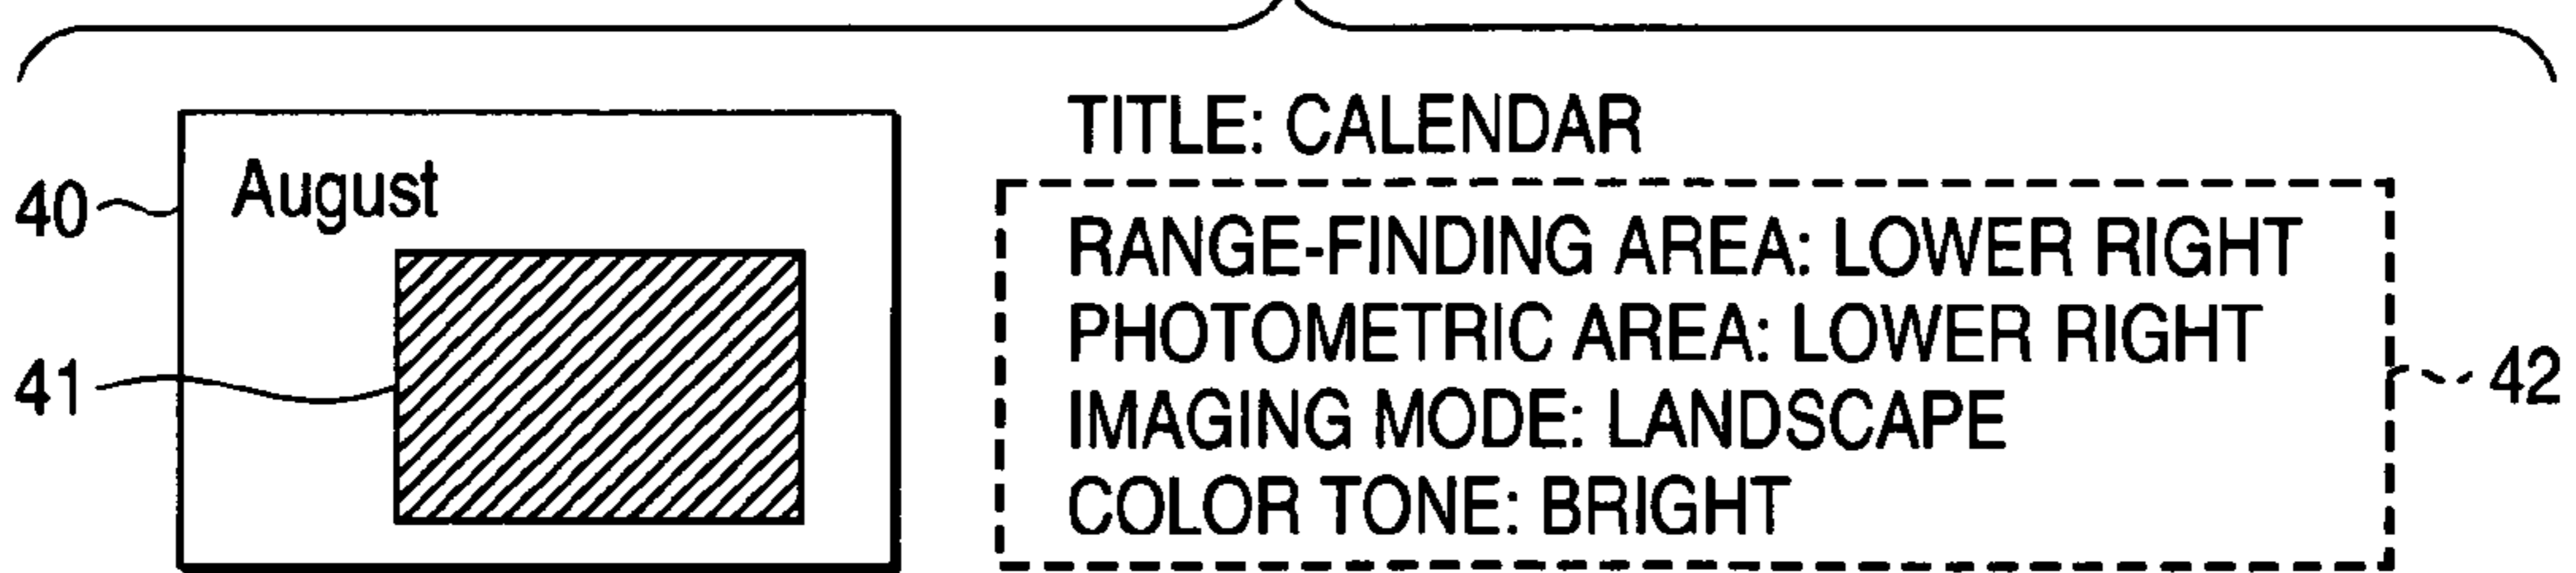 TITLE: CALENDAR
40
August
RANGE-FINDING AREA: LOWER RIGHT
PHOTOMETRIC AREA: LOWER RIGHT
41
42
IMAGING MODE: LANDSCAPE
COLOR TONE: BRIGHT